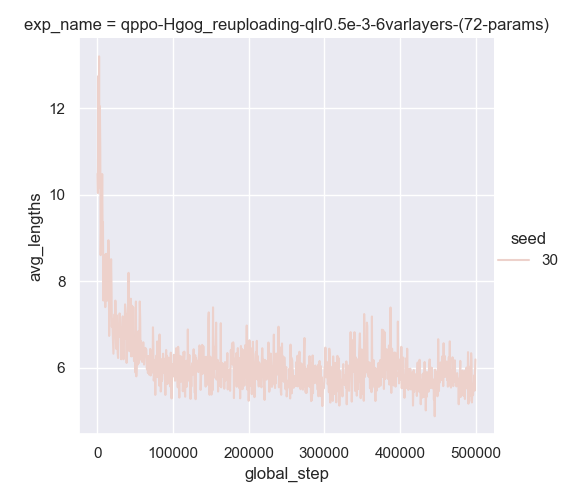 exp_name = qppo-Hgog_reuploading-qlr0.5e-3-6varlayers-(72-params)
12
10
8
6
avg_lengths
0
100000
200000
300000
400000
500000
global_step
seed
30